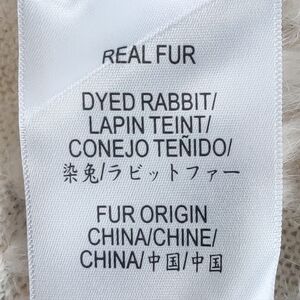 REAL FUR
DYED RABBIT/
LAPIN TEINT/
CONEJO TEÑIDO/
染兔/ラビットファー
FUR ORIGIN
CHINA/CHINE/
CHINA/中国/中国